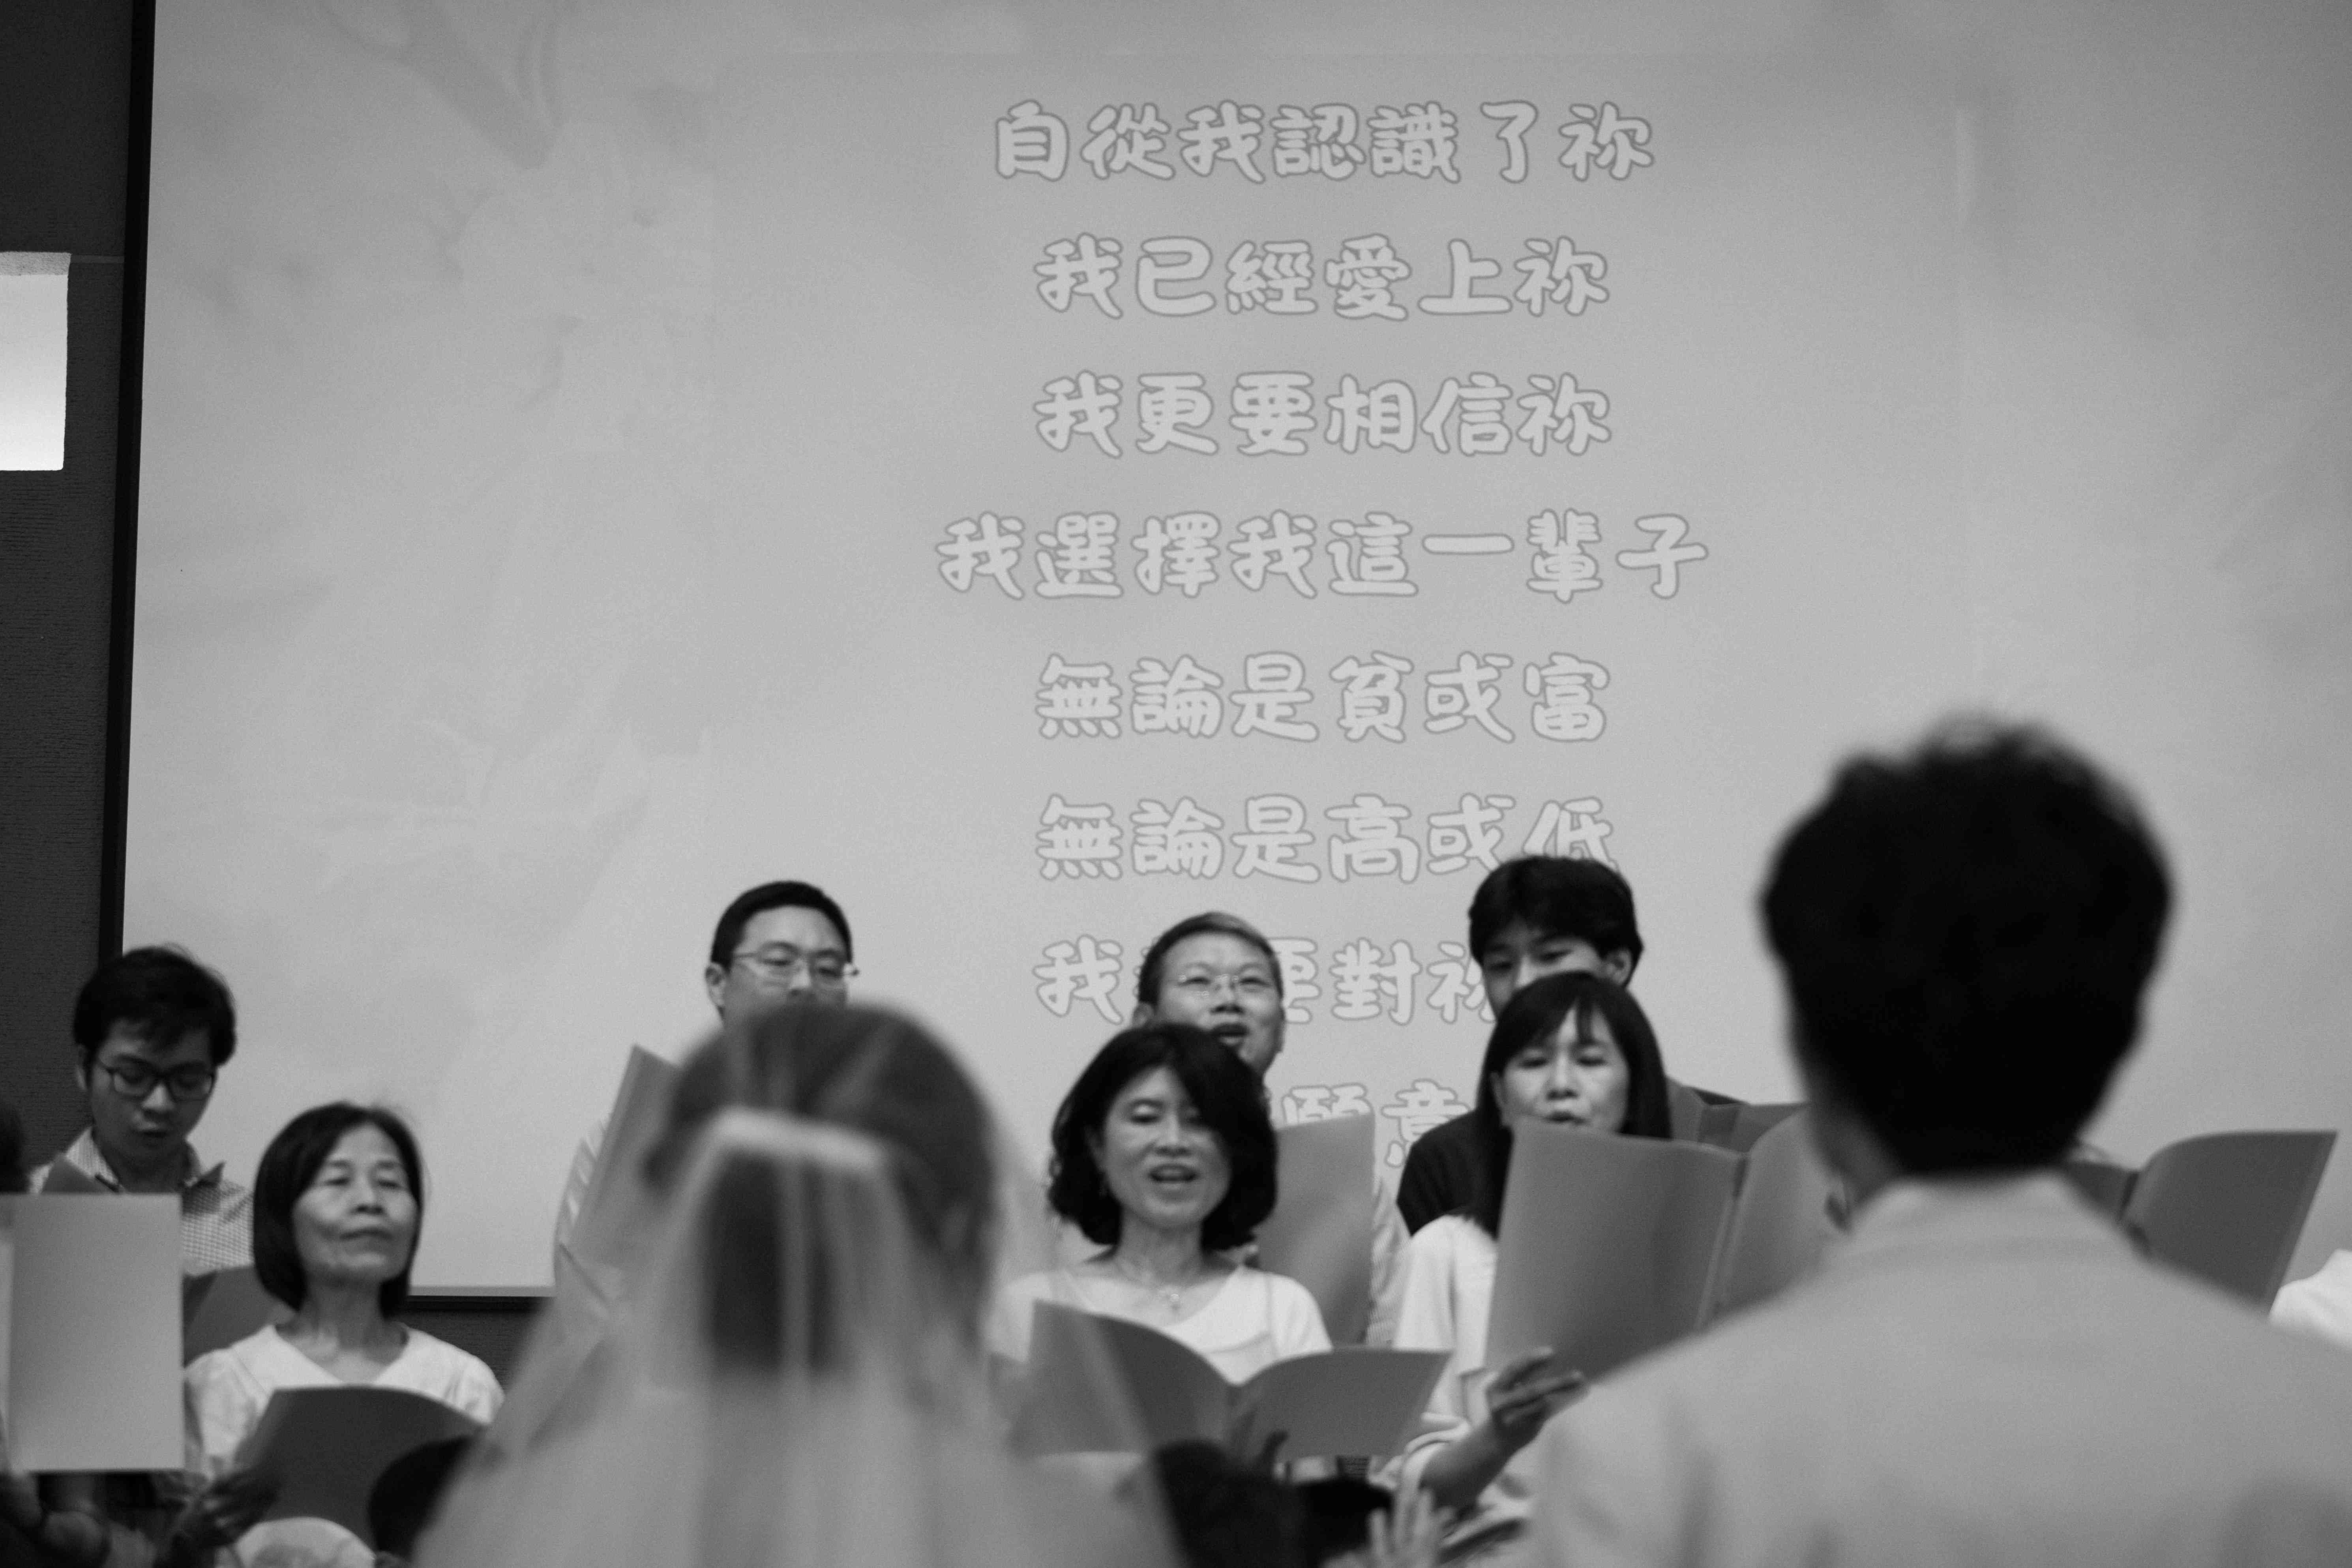 自從我認識了祢
我已經愛上祢
我更要相信祢
我選擇我這一輩子
無論是貧或富
無論是高或低
我 要對祢
願意